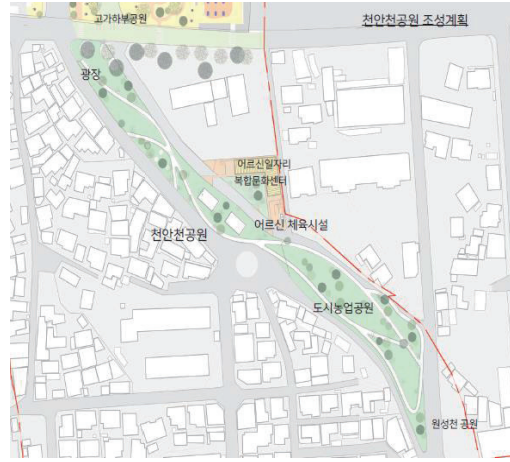 고가하부공원
천안천공원 조성계획
광장
어르신일자리
복합문화센터
어르신 체육시설
천안천공원
도시농업공원
원성천 공원